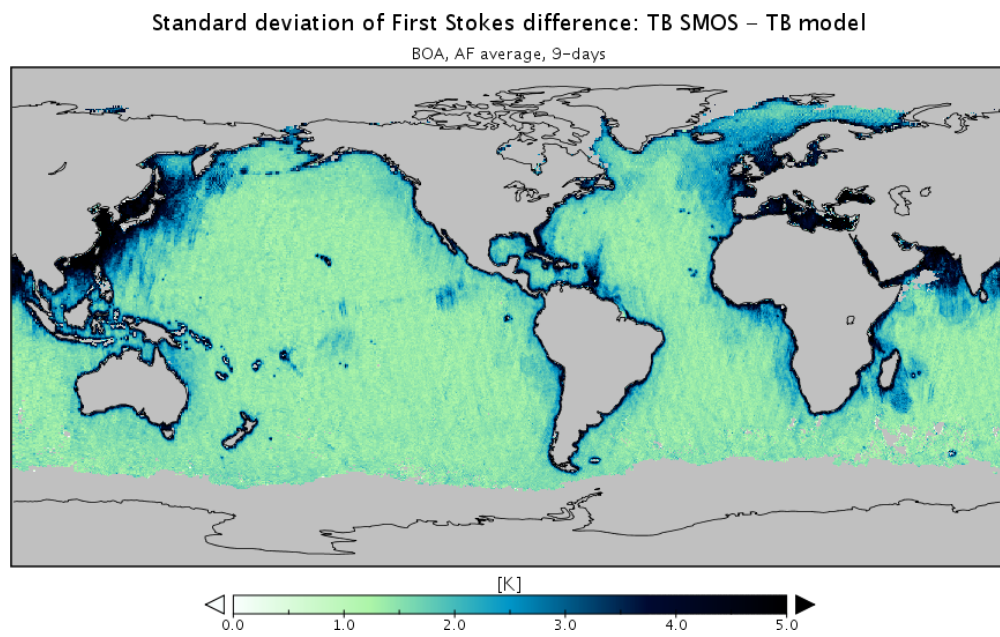 Standard deviation of First Stokes difference: TB SMOS – TB model
BOA, AF average, 9–days
[K]
0.0 1.0 2.0 3.0 4.0 5.0